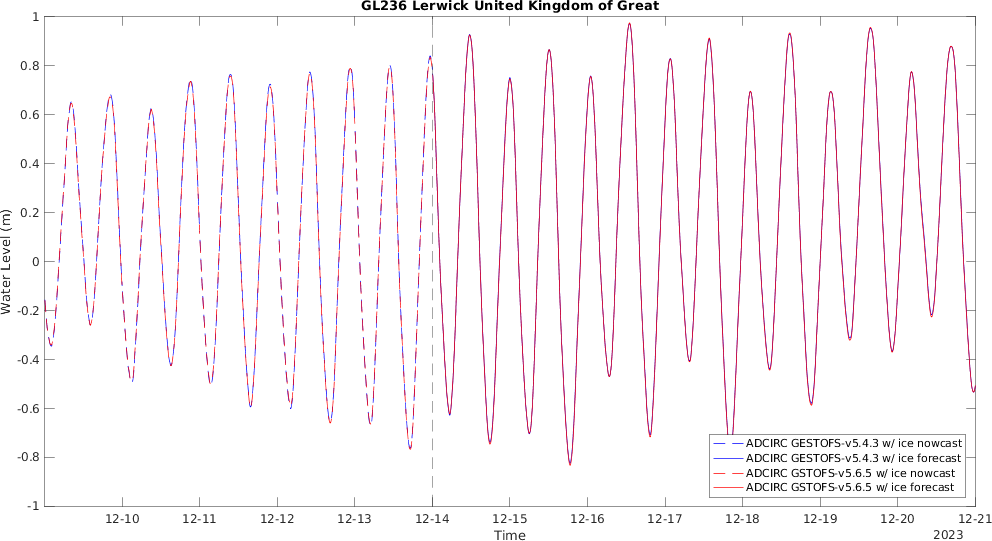 GL236 Lerwick United Kingdom of Great
1
0.8
0.6
0.4
0.2
0
-0.2
-0.4
-0.6
-0.8
-1
Water Level (m)
ADCIRC GESTOFS-v5.4.3 w/ ice nowcast
ADCIRC GESTOFS-v5.4.3 w/ ice forecast
ADCIRC GSTOFS-v5.6.5 w/ ice nowcast
ADCIRC GSTOFS-v5.6.5 w/ ice forecast
12-10 12-11 12-12 12-13 12-14 12-15 12-16 12-17 12-18 12-19 12-20 12-21
Time
2023